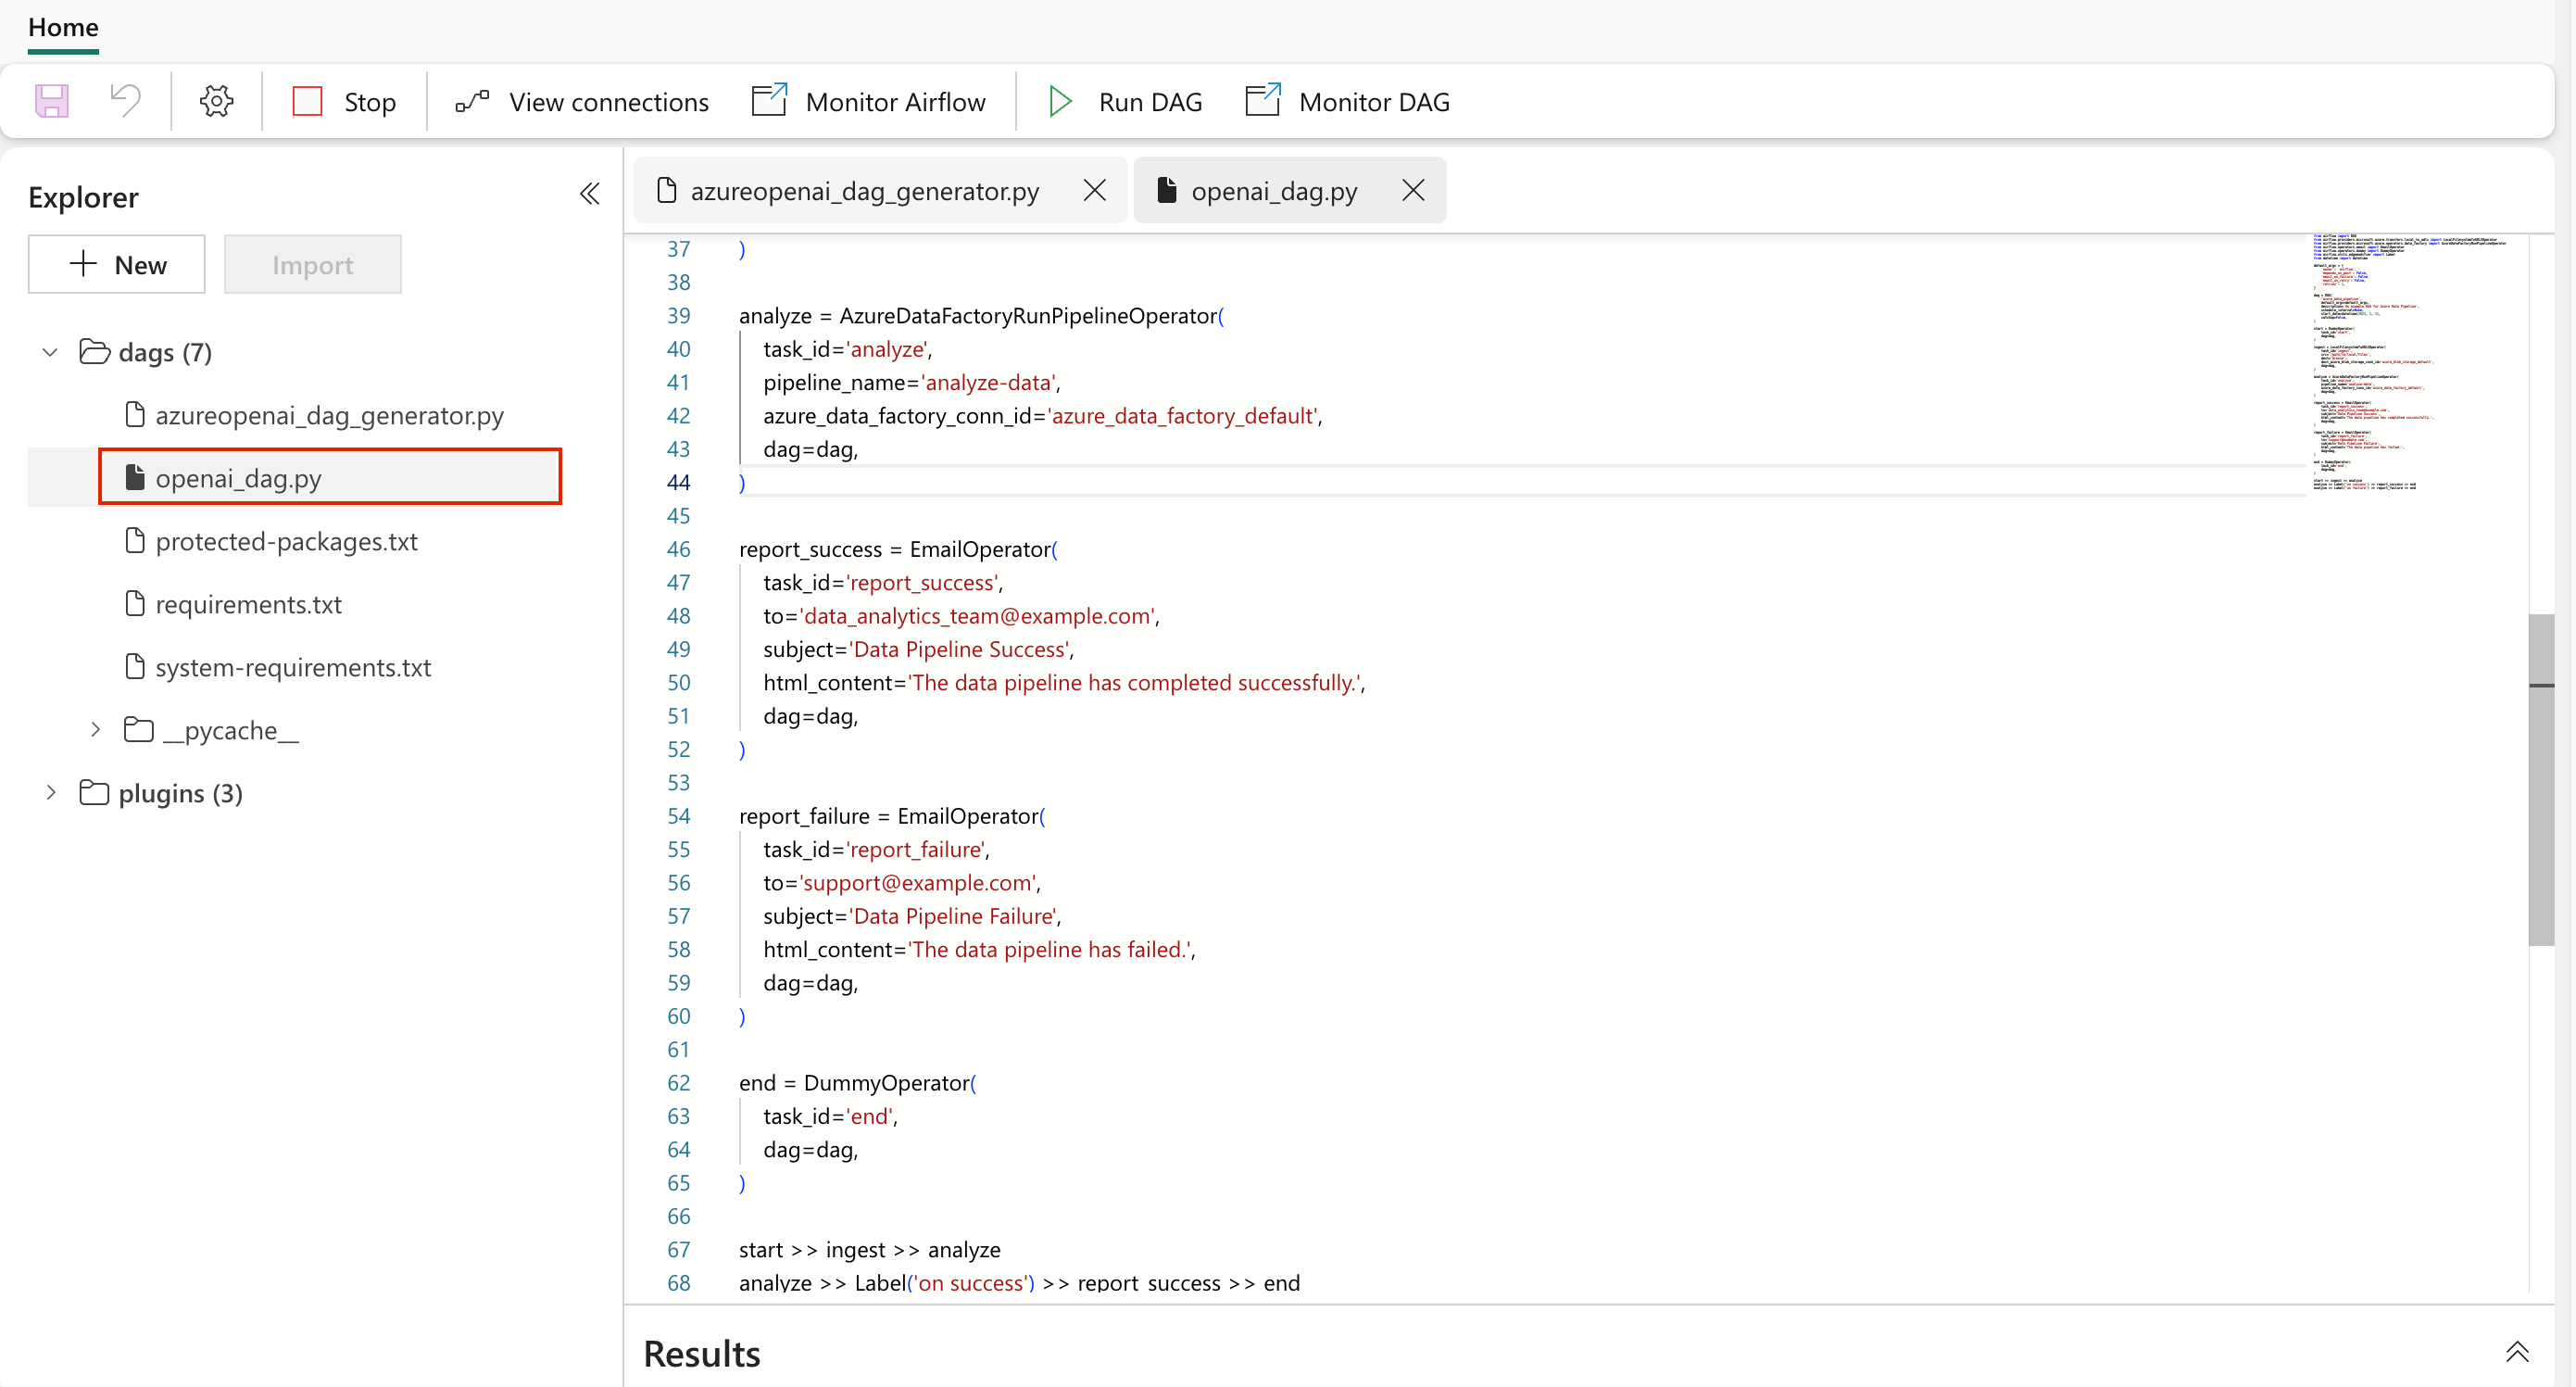 Home
Stop
View connections
Monitor Airflow
Run DAG
Monitor DAG
Explorer
New
Import
dags (7)
azureopenai_dag_generator.py
openai_dag.py
protected-packages.txt
requirements.txt
system-requirements.txt
__pycache__
plugins (3)
azureopenai_dag_generator.py
openai_dag.py
37 )
38
39 analyze = AzureDataFactoryRunPipelineOperator(
40 task_id='analyze',
41 pipeline_name='analyze-data',
42 azure_data_factory_conn_id='azure_data_factory_default',
43 dag=dag,
44 )
45
46 report_success = EmailOperator(
47 task_id='report_success',
48 to='data_analytics_team@example.com',
49 subject='Data Pipeline Success',
50 html_content='The data pipeline has completed successfully.',
51 dag=dag,
52 )
53
54 report_failure = EmailOperator(
55 task_id='report_failure',
56 to='support@example.com',
57 subject='Data Pipeline Failure',
58 html_content='The data pipeline has failed.',
59 dag=dag,
60 )
61
62 end = DummyOperator(
63 task_id='end',
64 dag=dag,
65 )
66
67 start >> ingest >> analyze
68 analyze >> Label('on success') >> report_success >> end
Results